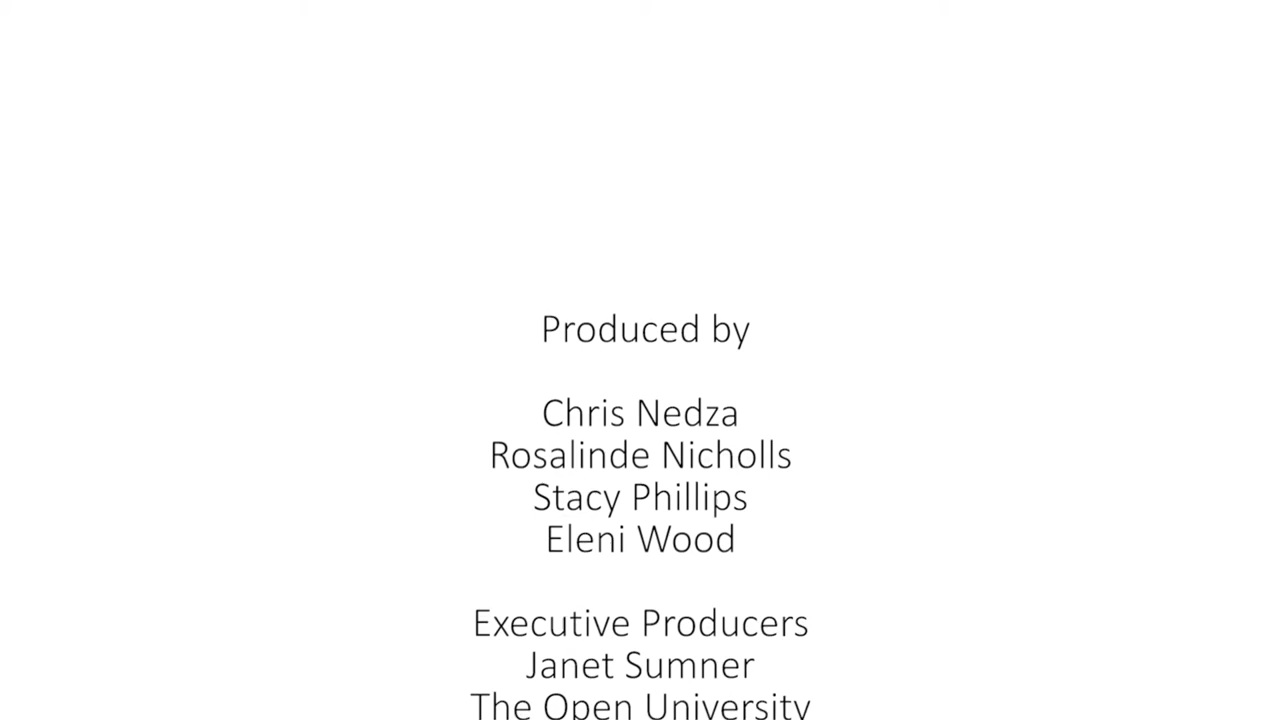 Produced by
Chris Nedza
Rosalinde Nicholls
Stacy Phillips
Eleni Wood
Executive Producers
Janet Sumner
The Open University